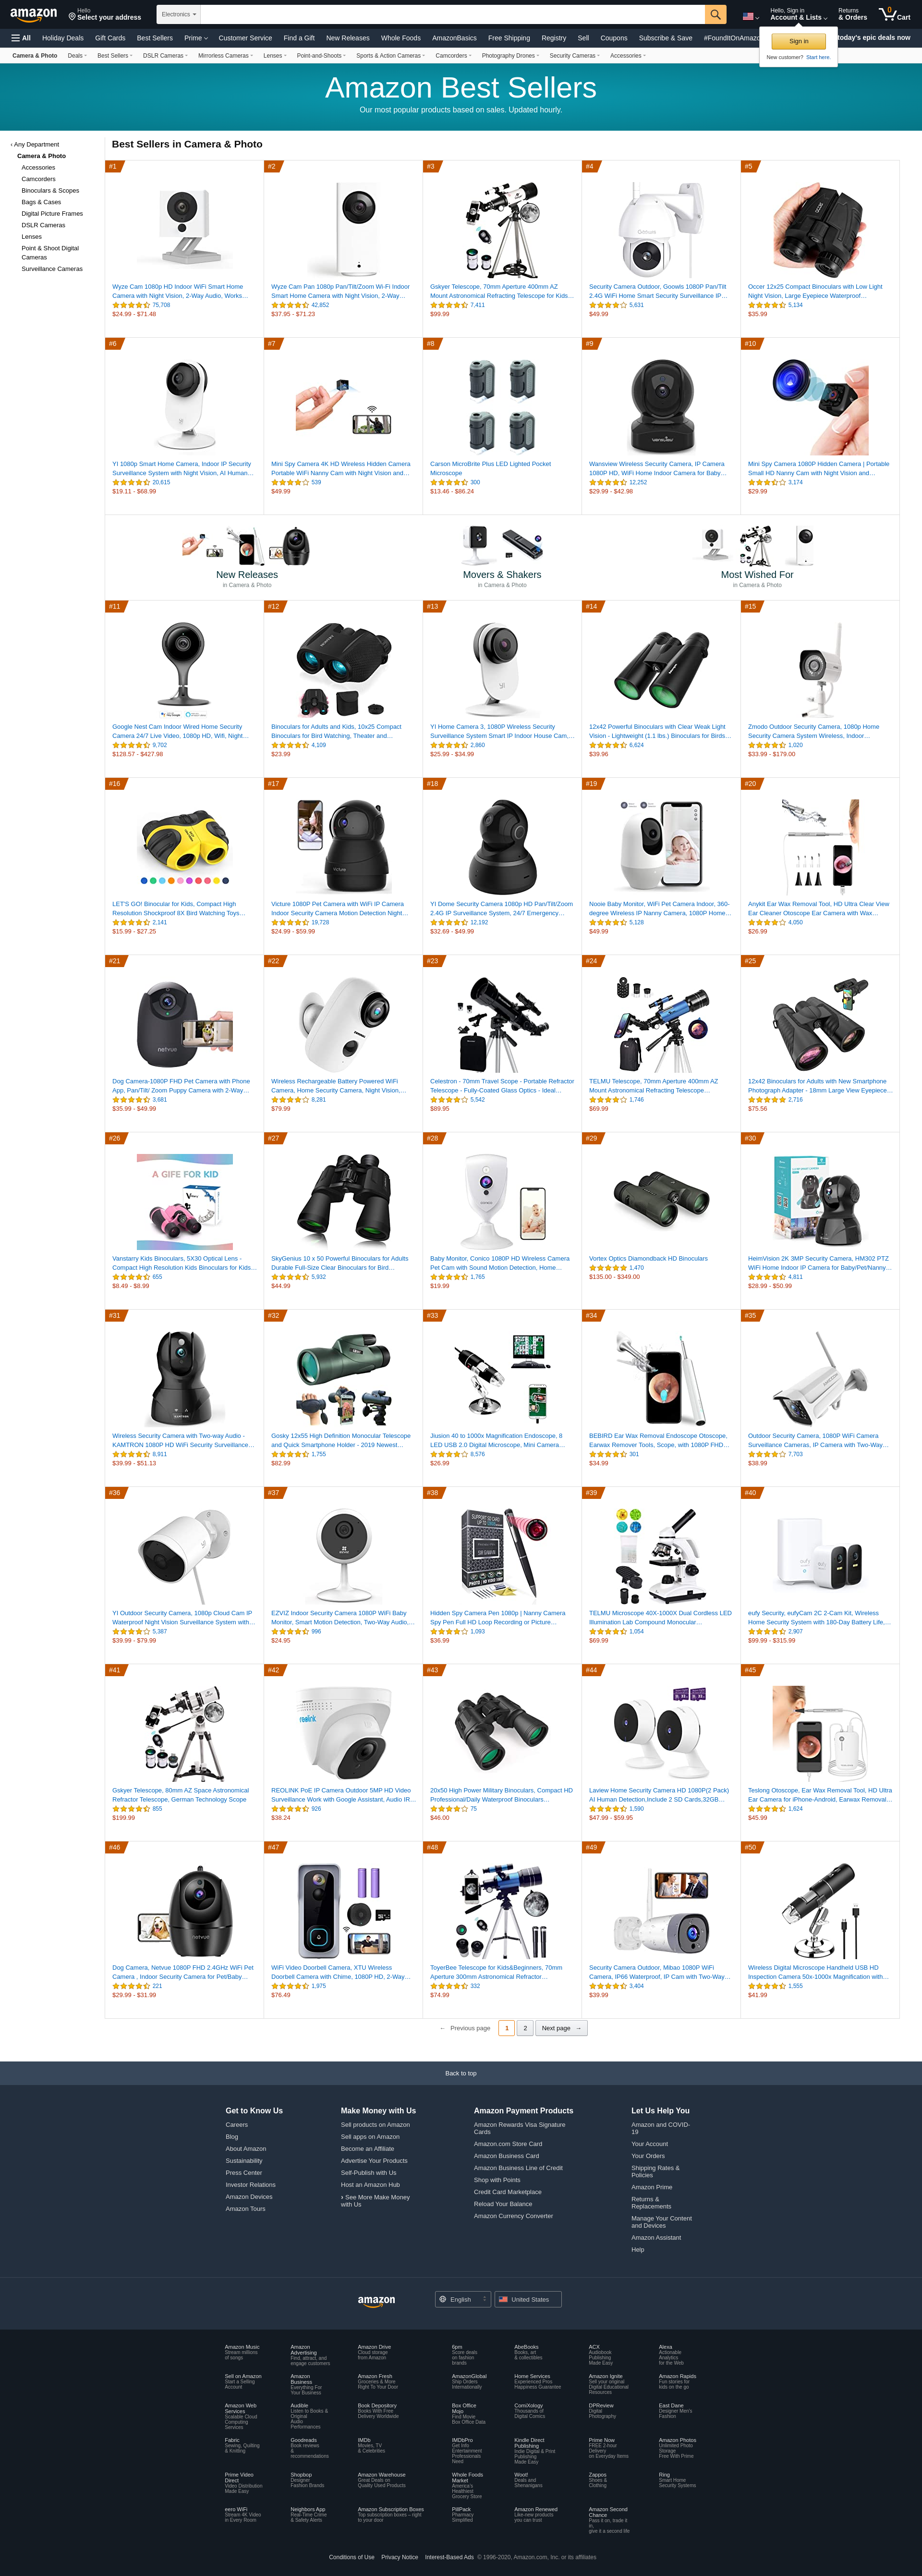 amazon
Hello
Select your address
Electronics
Hello, Sign in
Account & Lists
Returns
& Orders
0
Cart
All
Holiday Deals
Gift Cards
Best Sellers
Prime
Customer Service
Find a Gift
New Releases
Whole Foods
AmazonBasics
Free Shipping
Registry
Sell
Coupons
Subscribe & Save
#FoundItOnAmazon
today's epic deals now
Sign in
New customer? Start here.
Camera & Photo
Deals
Best Sellers
DSLR Cameras
Mirrorless Cameras
Lenses
Point-and-Shoots
Sports & Action Cameras
Camcorders
Photography Drones
Security Cameras
Accessories
Amazon Best Sellers
Our most popular products based on sales. Updated hourly.
‹ Any Department
Camera & Photo
Accessories
Camcorders
Binoculars & Scopes
Bags & Cases
Digital Picture Frames
DSLR Cameras
Lenses
Point & Shoot Digital
Cameras
Surveillance Cameras
Best Sellers in Camera & Photo
#1
Wyze Cam 1080p HD Indoor WiFi Smart Home
Camera with Night Vision, 2-Way Audio, Works…
75,708
$24.99 - $71.48
#2
Wyze Cam Pan 1080p Pan/Tilt/Zoom Wi-Fi Indoor
Smart Home Camera with Night Vision, 2-Way…
42,852
$37.95 - $71.23
#3
Gskyer Telescope, 70mm Aperture 400mm AZ
Mount Astronomical Refracting Telescope for Kids…
7,411
$99.99
#4
Security Camera Outdoor, Goowls 1080P Pan/Tilt
2.4G WiFi Home Smart Security Surveillance IP…
5,631
$49.99
#5
Occer 12x25 Compact Binoculars with Low Light
Night Vision, Large Eyepiece Waterproof…
5,134
$35.99
#6
YI 1080p Smart Home Camera, Indoor IP Security
Surveillance System with Night Vision, AI Human…
20,615
$19.11 - $68.99
#7
Mini Spy Camera 4K HD Wireless Hidden Camera
Portable WiFi Nanny Cam with Night Vision and…
539
$49.99
#8
Carson MicroBrite Plus LED Lighted Pocket
Microscope
300
$13.46 - $86.24
#9
Wansview Wireless Security Camera, IP Camera
1080P HD, WiFi Home Indoor Camera for Baby…
12,252
$29.99 - $42.98
#10
Mini Spy Camera 1080P Hidden Camera | Portable
Small HD Nanny Cam with Night Vision and…
3,174
$29.99
New Releases
in Camera & Photo
Movers & Shakers
in Camera & Photo
Most Wished For
in Camera & Photo
#11
Google Nest Cam Indoor Wired Home Security
Camera 24/7 Live Video, 1080p HD, Wifi, Night…
9,702
$128.57 - $427.98
#12
Binoculars for Adults and Kids, 10x25 Compact
Binoculars for Bird Watching, Theater and…
4,109
$23.99
#13
YI Home Camera 3, 1080P Wireless Security
Surveillance System Smart IP Indoor House Cam,…
2,860
$25.99 - $34.99
#14
12x42 Powerful Binoculars with Clear Weak Light
Vision - Lightweight (1.1 lbs.) Binoculars for Birds…
6,624
$39.96
#15
Zmodo Outdoor Security Camera, 1080p Home
Security Camera System Wireless, Indoor…
1,020
$33.99 - $179.00
#16
LET'S GO! Binocular for Kids, Compact High
Resolution Shockproof 8X Bird Watching Toys…
2,141
$15.99 - $27.25
#17
Victure 1080P Pet Camera with WiFi IP Camera
Indoor Security Camera Motion Detection Night…
19,728
$24.99 - $59.99
#18
YI Dome Security Camera 1080p HD Pan/Tilt/Zoom
2.4G IP Surveillance System, 24/7 Emergency…
12,192
$32.69 - $49.99
#19
Nooie Baby Monitor, WiFi Pet Camera Indoor, 360-
degree Wireless IP Nanny Camera, 1080P Home…
5,128
$49.99
#20
Anykit Ear Wax Removal Tool, HD Ultra Clear View
Ear Cleaner Otoscope Ear Camera with Wax…
4,050
$26.99
#21
netvue
Dog Camera-1080P FHD Pet Camera with Phone
App, Pan/Tilt/ Zoom Puppy Camera with 2-Way…
3,681
$35.99 - $49.99
#22
Wireless Rechargeable Battery Powered WiFi
Camera, Home Security Camera, Night Vision,…
8,281
$79.99
#23
Celestron - 70mm Travel Scope - Portable Refractor
Telescope - Fully-Coated Glass Optics - Ideal…
5,542
$89.95
#24
TELMU Telescope, 70mm Aperture 400mm AZ
Mount Astronomical Refracting Telescope…
1,746
$69.99
#25
12x42 Binoculars for Adults with New Smartphone
Photograph Adapter - 18mm Large View Eyepiece…
2,716
$75.56
#26
A GIFE FOR KID
Vanstarry Kids Binoculars, 5X30 Optical Lens -
Compact High Resolution Kids Binoculars for Kids…
655
$8.49 - $8.99
#27
SkyGenius 10 x 50 Powerful Binoculars for Adults
Durable Full-Size Clear Binoculars for Bird…
5,932
$44.99
#28
Baby Monitor, Conico 1080P HD Wireless Camera
Pet Cam with Sound Motion Detection, Home…
1,765
$19.99
#29
Vortex Optics Diamondback HD Binoculars
1,470
$135.00 - $349.00
#30
HeimVision 2K 3MP Security Camera, HM302 PTZ
WiFi Home Indoor IP Camera for Baby/Pet/Nanny…
4,811
$28.99 - $50.99
#31
Wireless Security Camera with Two-way Audio -
KAMTRON 1080P HD WiFi Security Surveillance…
8,911
$39.99 - $51.13
#32
Gosky 12x55 High Definition Monocular Telescope
and Quick Smartphone Holder - 2019 Newest…
1,755
$82.99
#33
Jiusion 40 to 1000x Magnification Endoscope, 8
LED USB 2.0 Digital Microscope, Mini Camera…
8,576
$26.99
#34
BEBIRD Ear Wax Removal Endoscope Otoscope,
Earwax Remover Tools, Scope, with 1080P FHD…
301
$34.99
#35
Outdoor Security Camera, 1080P WiFi Camera
Surveillance Cameras, IP Camera with Two-Way…
7,703
$38.99
#36
YI Outdoor Security Camera, 1080p Cloud Cam IP
Waterproof Night Vision Surveillance System with…
5,387
$39.99 - $79.99
#37
EZVIZ Indoor Security Camera 1080P WiFi Baby
Monitor, Smart Motion Detection, Two-Way Audio,…
996
$24.95
#38
Hidden Spy Camera Pen 1080p | Nanny Camera
Spy Pen Full HD Loop Recording or Picture…
1,093
$36.99
#39
TELMU Microscope 40X-1000X Dual Cordless LED
Illumination Lab Compound Monocular…
1,054
$69.99
#40
eufy Security, eufyCam 2C 2-Cam Kit, Wireless
Home Security System with 180-Day Battery Life,…
2,907
$99.99 - $315.99
#41
Gskyer Telescope, 80mm AZ Space Astronomical
Refractor Telescope, German Technology Scope
855
$199.99
#42
reolink
REOLINK PoE IP Camera Outdoor 5MP HD Video
Surveillance Work with Google Assistant, Audio IR…
926
$38.24
#43
20x50 High Power Military Binoculars, Compact HD
Professional/Daily Waterproof Binoculars…
75
$46.00
#44
Laview Home Security Camera HD 1080P(2 Pack)
AI Human Detection,Include 2 SD Cards,32GB…
1,590
$47.99 - $59.95
#45
Teslong Otoscope, Ear Wax Removal Tool, HD Ultra
Ear Camera for iPhone-Android, Earwax Removal…
1,624
$45.99
#46
Dog Camera, Netvue 1080P FHD 2.4GHz WiFi Pet
Camera , Indoor Security Camera for Pet/Baby…
221
$29.99 - $31.99
#47
WiFi Video Doorbell Camera, XTU Wireless
Doorbell Camera with Chime, 1080P HD, 2-Way…
1,975
$76.49
#48
ToyerBee Telescope for Kids&Beginners, 70mm
Aperture 300mm Astronomical Refractor…
332
$74.99
#49
Security Camera Outdoor, Mibao 1080P WiFi
Camera, IP66 Waterproof, IP Cam with Two-Way…
3,404
$39.99
#50
Wireless Digital Microscope Handheld USB HD
Inspection Camera 50x-1000x Magnification with…
1,555
$41.99
← Previous page
1
2
Next page →
Back to top
Get to Know Us
Careers
Blog
About Amazon
Sustainability
Press Center
Investor Relations
Amazon Devices
Amazon Tours
Make Money with Us
Sell products on Amazon
Sell apps on Amazon
Become an Affiliate
Advertise Your Products
Self-Publish with Us
Host an Amazon Hub
› See More Make Money
with Us
Amazon Payment Products
Amazon Rewards Visa Signature
Cards
Amazon.com Store Card
Amazon Business Card
Amazon Business Line of Credit
Shop with Points
Credit Card Marketplace
Reload Your Balance
Amazon Currency Converter
Let Us Help You
Amazon and COVID-
19
Your Account
Your Orders
Shipping Rates &
Policies
Amazon Prime
Returns &
Replacements
Manage Your Content
and Devices
Amazon Assistant
Help
amazon
English
United States
Amazon Music
Stream millions
of songs
Amazon
Advertising
Find, attract, and
engage customers
Amazon Drive
Cloud storage
from Amazon
6pm
Score deals
on fashion
brands
AbeBooks
Books, art
& collectibles
ACX
Audiobook
Publishing
Made Easy
Alexa
Actionable
Analytics
for the Web
Sell on Amazon
Start a Selling
Account
Amazon
Business
Everything For
Your Business
Amazon Fresh
Groceries & More
Right To Your Door
AmazonGlobal
Ship Orders
Internationally
Home Services
Experienced Pros
Happiness Guarantee
Amazon Ignite
Sell your original
Digital Educational
Resources
Amazon Rapids
Fun stories for
kids on the go
Amazon Web
Services
Scalable Cloud
Computing
Services
Audible
Listen to Books &
Original
Audio
Performances
Book Depository
Books With Free
Delivery Worldwide
Box Office
Mojo
Find Movie
Box Office Data
ComiXology
Thousands of
Digital Comics
DPReview
Digital
Photography
East Dane
Designer Men's
Fashion
Fabric
Sewing, Quilting
& Knitting
Goodreads
Book reviews
&
recommendations
IMDb
Movies, TV
& Celebrities
IMDbPro
Get Info
Entertainment
Professionals
Need
Kindle Direct
Publishing
Indie Digital & Print
Publishing
Made Easy
Prime Now
FREE 2-hour
Delivery
on Everyday Items
Amazon Photos
Unlimited Photo
Storage
Free With Prime
Prime Video
Direct
Video Distribution
Made Easy
Shopbop
Designer
Fashion Brands
Amazon Warehouse
Great Deals on
Quality Used Products
Whole Foods
Market
America's
Healthiest
Grocery Store
Woot!
Deals and
Shenanigans
Zappos
Shoes &
Clothing
Ring
Smart Home
Security Systems
eero WiFi
Stream 4K Video
in Every Room
Neighbors App
Real-Time Crime
& Safety Alerts
Amazon Subscription Boxes
Top subscription boxes – right
to your door
PillPack
Pharmacy
Simplified
Amazon Renewed
Like-new products
you can trust
Amazon Second
Chance
Pass it on, trade it
in,
give it a second life
Conditions of Use
Privacy Notice
Interest-Based Ads
© 1996-2020, Amazon.com, Inc. or its affiliates